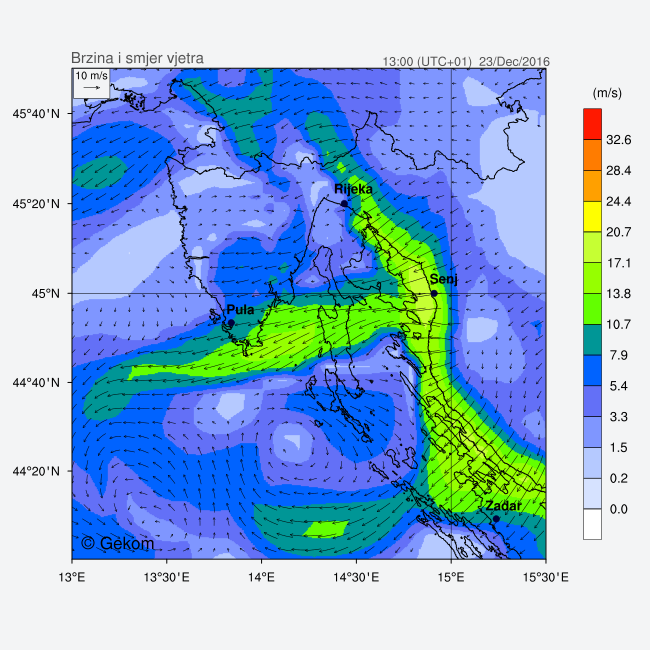 Brzina i smjer vjetra
13:00 (UTC+01) 23/Dec/2016
10 m/s
(m/s)
45°40'N
32.6
28.4
Rijeka
24.4
45°20'N
20.7
17.1
Senj
45°N
13.8
Pula
10.7
7.9
44°40'N
5.4
3.3
1.5
44°20'N
0.2
Zadar
0.0
© Gekom
13°E
13°30'E
14°E
14°30'E
15°E
15°30'E